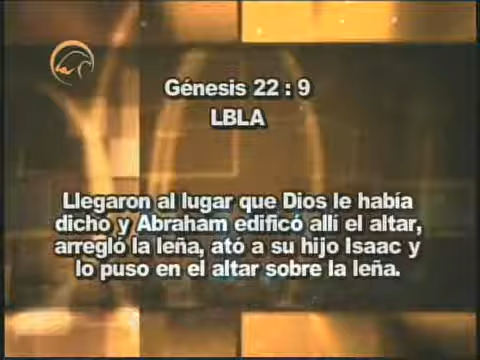 Génesis 22 : 9
LBLA
Llegaron al lugar que Dios le había
dicho y Abraham edificó allí el altar,
arregló la leña, ató a su hijo Isaac y
lo puso en el altar sobre la leña.